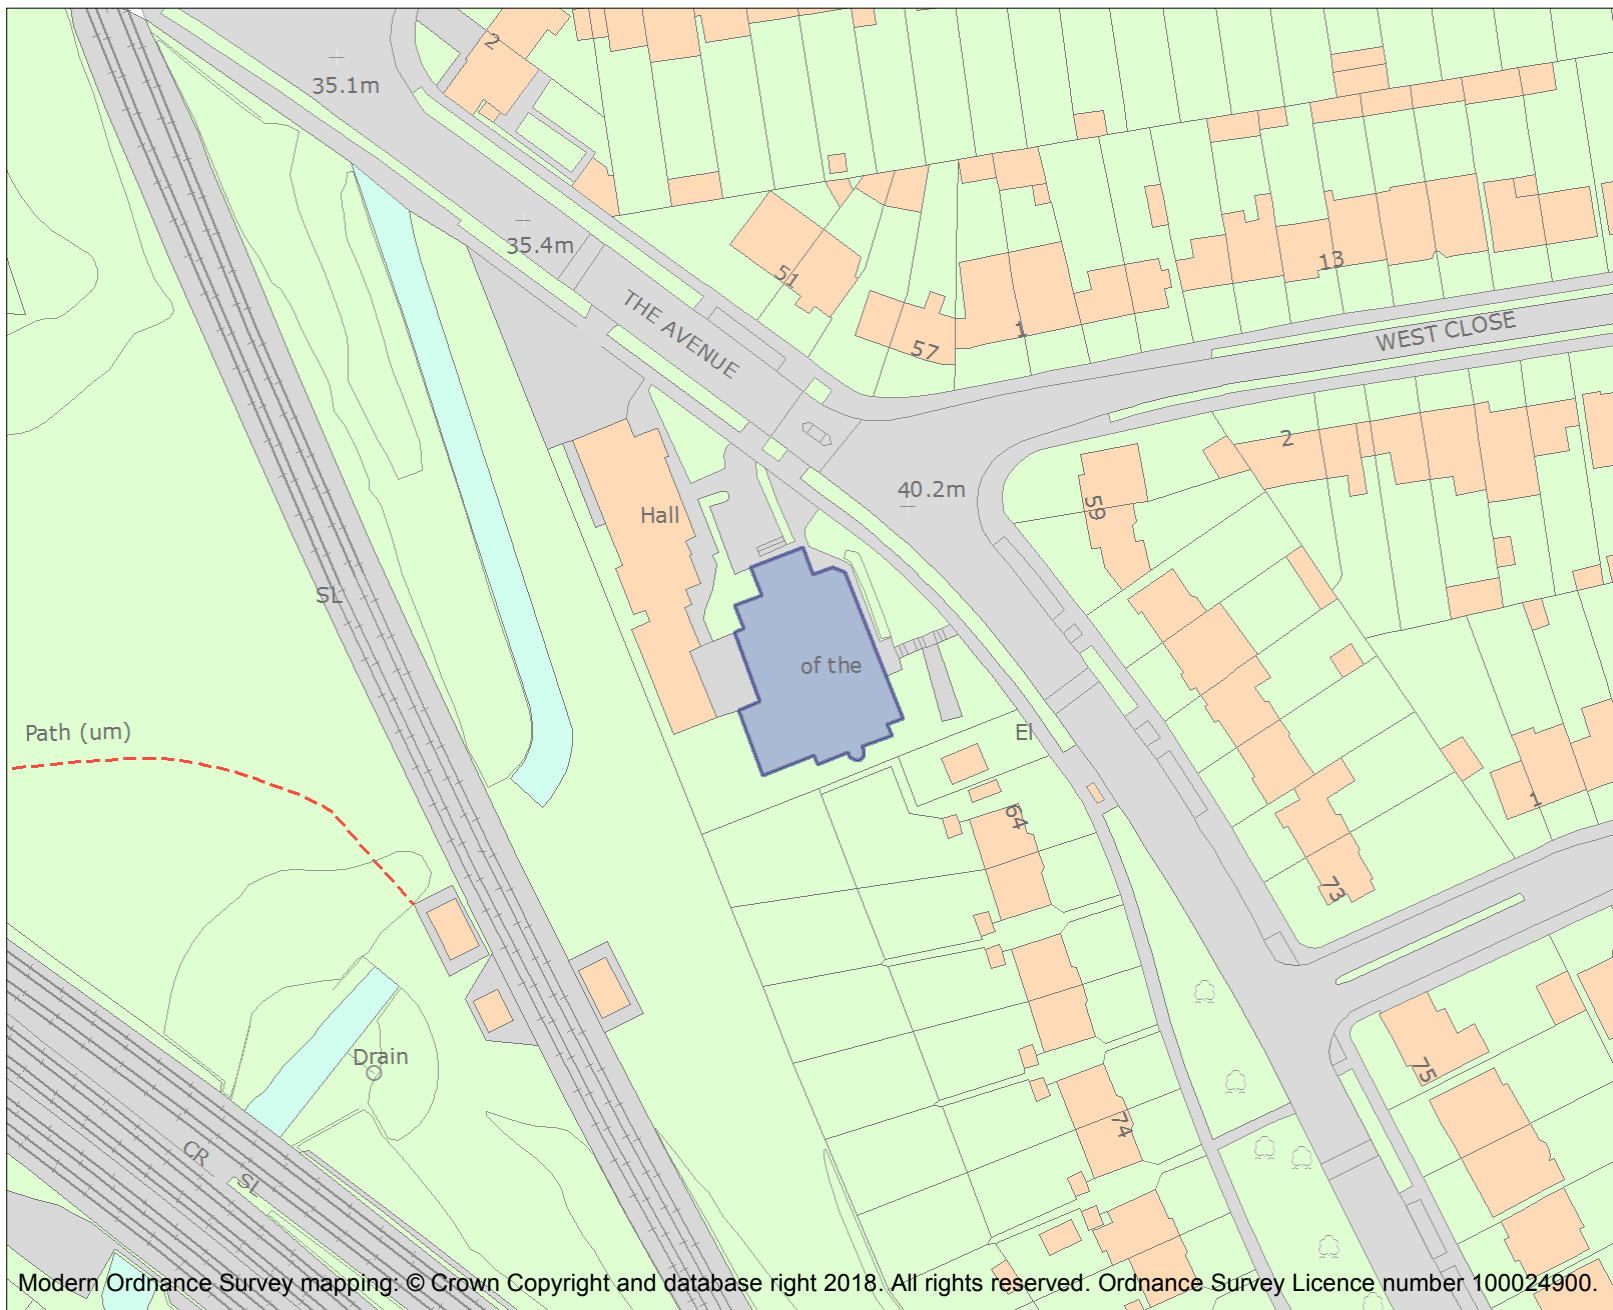 2
35.1m
35.4m
51
THE AVENUE
13
1
57
WEST CLOSE
2
40.2m
59
Hall
SL
of the
Path (um)
El
1
64
73
Drain
75
74
CR
SL
Modern Ordnance Survey mapping: © Crown Copyright and database right 2018. All rights reserved. Ordnance Survey Licence number 100024900.